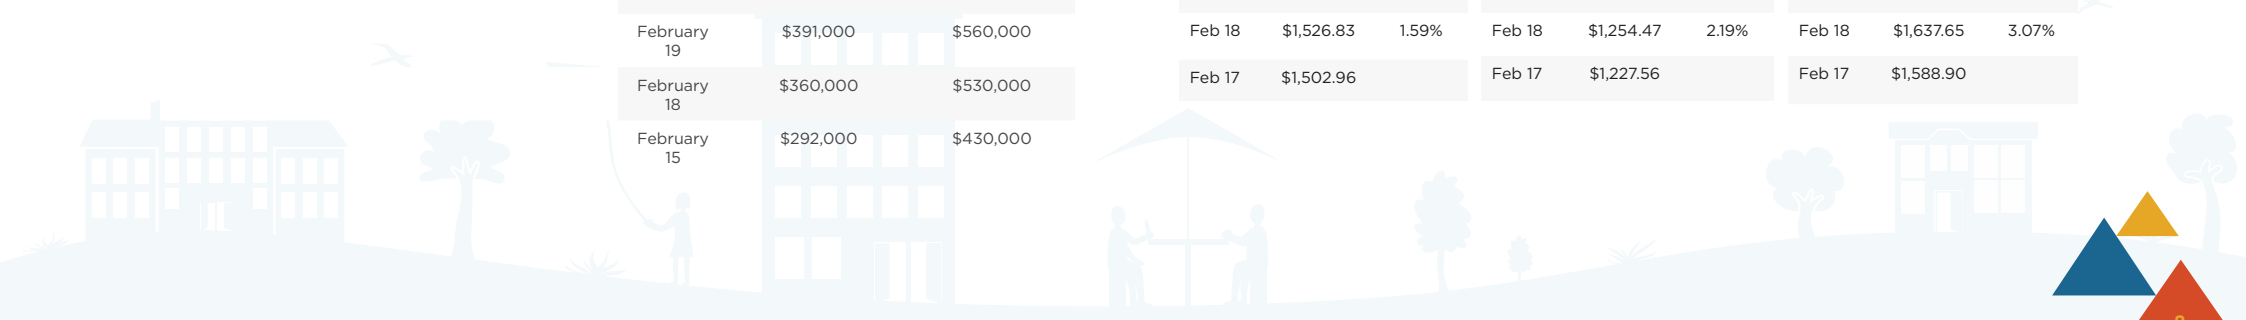 February $391,000 $560,000
19
February $360,000 $530,000
18
February $292,000 $430,000
15
Feb 18 $1,526.83 1.59%
Feb 17 $1,502.96
Feb 18 $1,254.47 2.19%
Feb 17 $1,227.56
Feb 18 $1,637.65 3.07%
Feb 17 $1,588.90